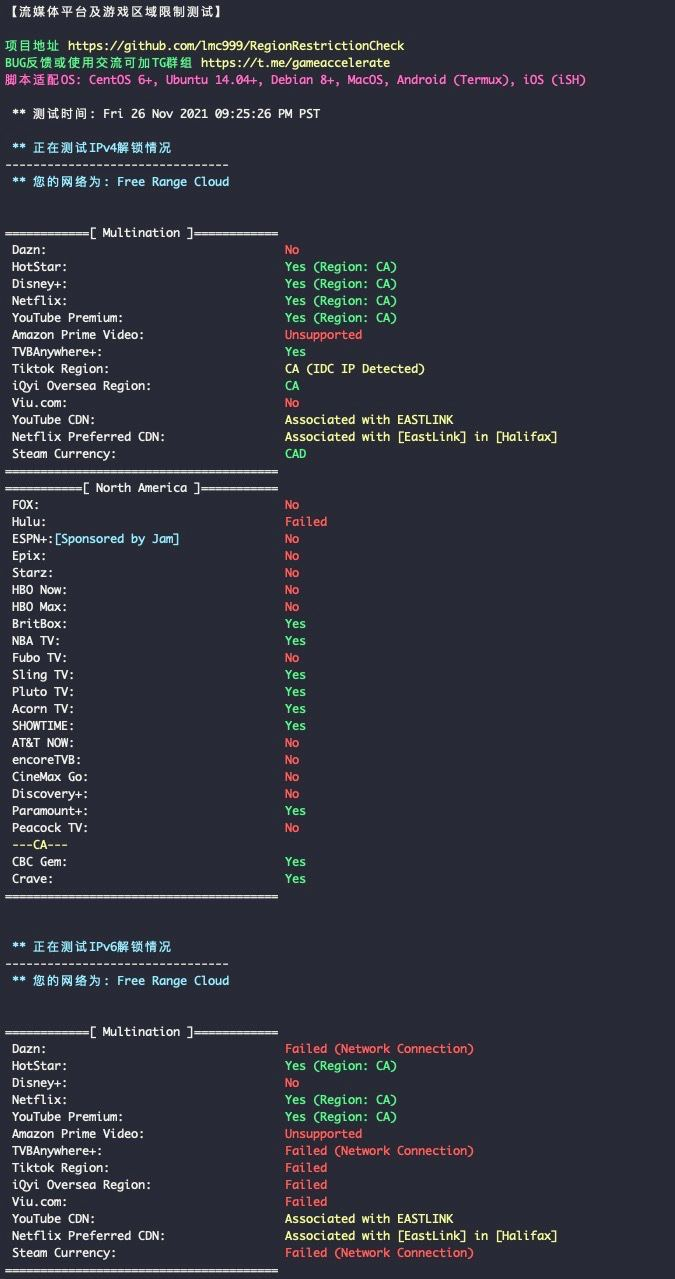 【流媒体平台及游戏区域限制测试】
项目地址 https://github.com/lmc999/RegionRestrictionCheck
BUG反馈或使用交流可加TG群组 https://t.me/gameaccelerate
脚本适配OS: CentOS 6+, Ubuntu 14.04+, Debian 8+, MacOS, Android (Termux), iOS (iSH)
** 测试时间: Fri 26 Nov 2021 09:25:26 PM PST
** 正在测试IPv4解锁情况
--------------------------------
** 您的网络为: Free Range Cloud
============[ Multination ]============
Dazn: No
HotStar: Yes (Region: CA)
Disney+: Yes (Region: CA)
Netflix: Yes (Region: CA)
YouTube Premium: Yes (Region: CA)
Amazon Prime Video: Unsupported
TVBAnywhere+: Yes
Tiktok Region: CA (IDC IP Detected)
iQyi Oversea Region: CA
Viu.com: No
YouTube CDN: Associated with EASTLINK
Netflix Preferred CDN: Associated with [EastLink] in [Halifax]
Steam Currency: CAD
=======================================
===========[ North America ]===========
FOX: No
Hulu: Failed
ESPN+:[Sponsored by Jam] No
Epix: No
Starz: No
HBO Now: No
HBO Max: No
BritBox: Yes
NBA TV: Yes
Fubo TV: No
Sling TV: Yes
Pluto TV: Yes
Acorn TV: Yes
SHOWTIME: Yes
AT&T NOW: No
encoreTVB: No
CineMax Go: No
Discovery+: No
Paramount+: Yes
Peacock TV: No
---CA---
CBC Gem: Yes
Crave: Yes
=======================================
** 正在测试IPv6解锁情况
--------------------------------
** 您的网络为: Free Range Cloud
============[ Multination ]============
Dazn: Failed (Network Connection)
HotStar: Yes (Region: CA)
Disney+: No
Netflix: Yes (Region: CA)
YouTube Premium: Yes (Region: CA)
Amazon Prime Video: Unsupported
TVBAnywhere+: Failed (Network Connection)
Tiktok Region: Failed
iQyi Oversea Region: Failed
Viu.com: Failed
YouTube CDN: Associated with EASTLINK
Netflix Preferred CDN: Associated with [EastLink] in [Halifax]
Steam Currency: Failed (Network Connection)
=======================================